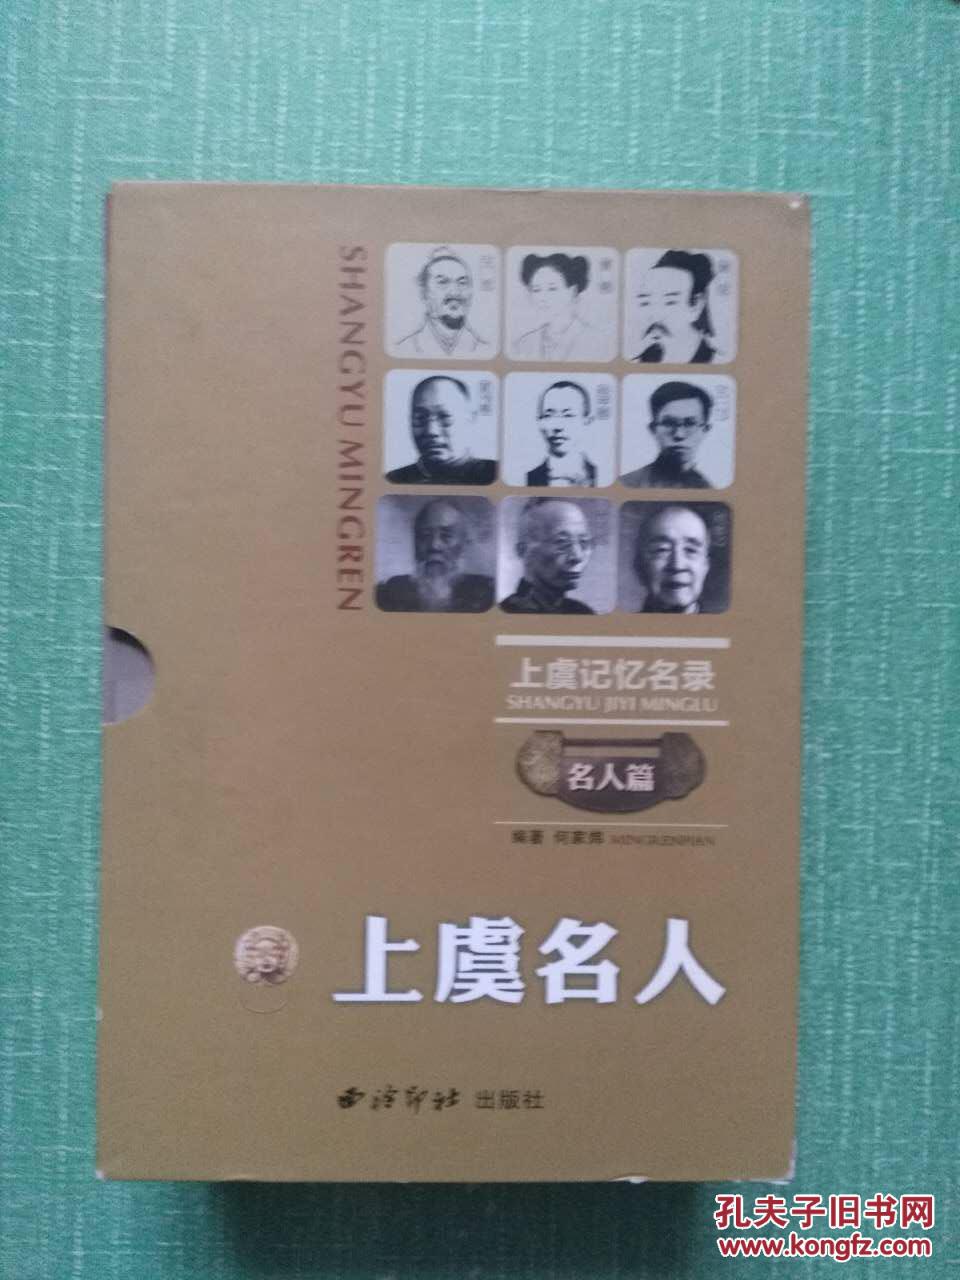 SHANGYU MINGREN
上虞记忆名录
SHANGYU JIYI MINGLU
名人篇
编著 何家炜 MINGRENPIAN
上虞名人
西泠印社 出版社
孔夫子旧书网
www.kongfz.com